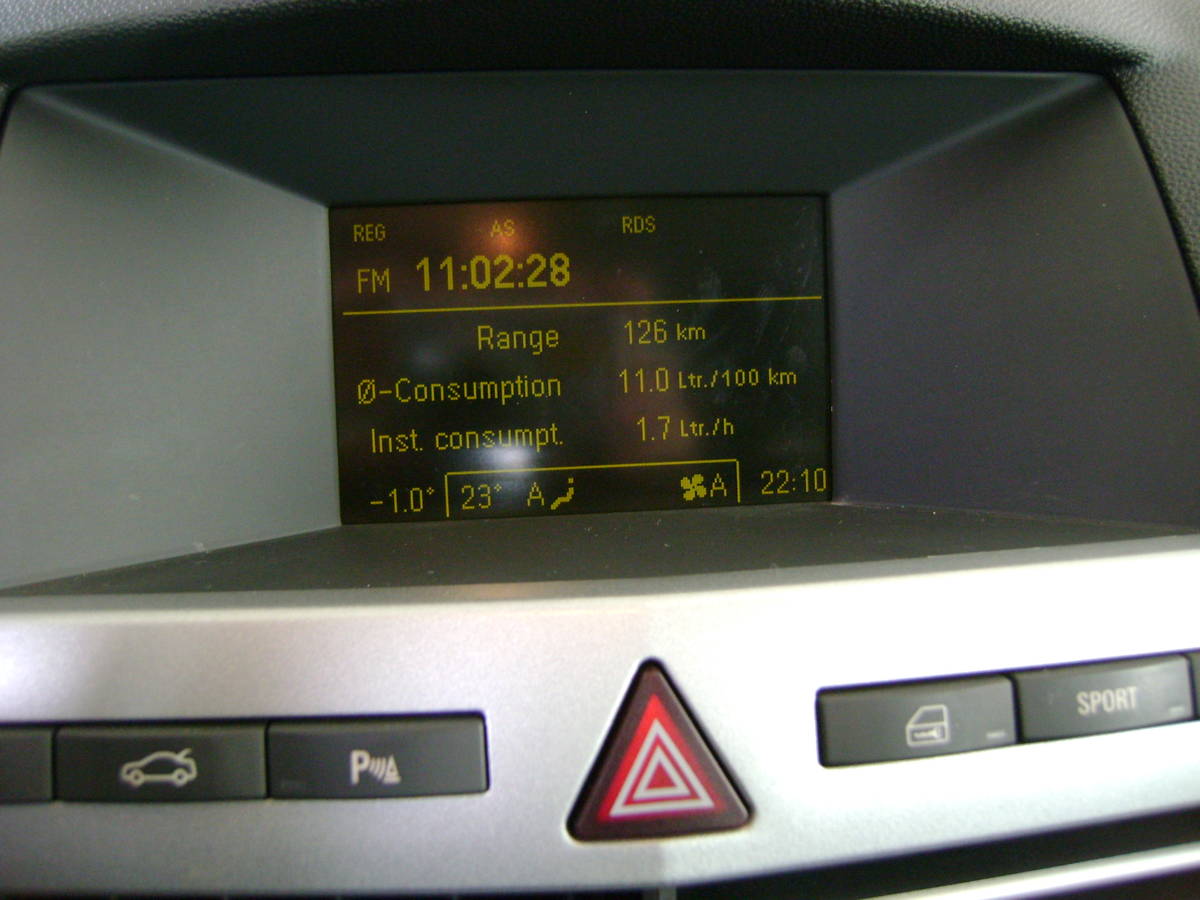 REG AS RDS
FM 11:02:28
Range 126 km
Ø-Consumption 11.0 Ltr./100 km
Inst. consumpt. 1.7 Ltr./h
-1.0° 23° A A 22:10
P
SPORT